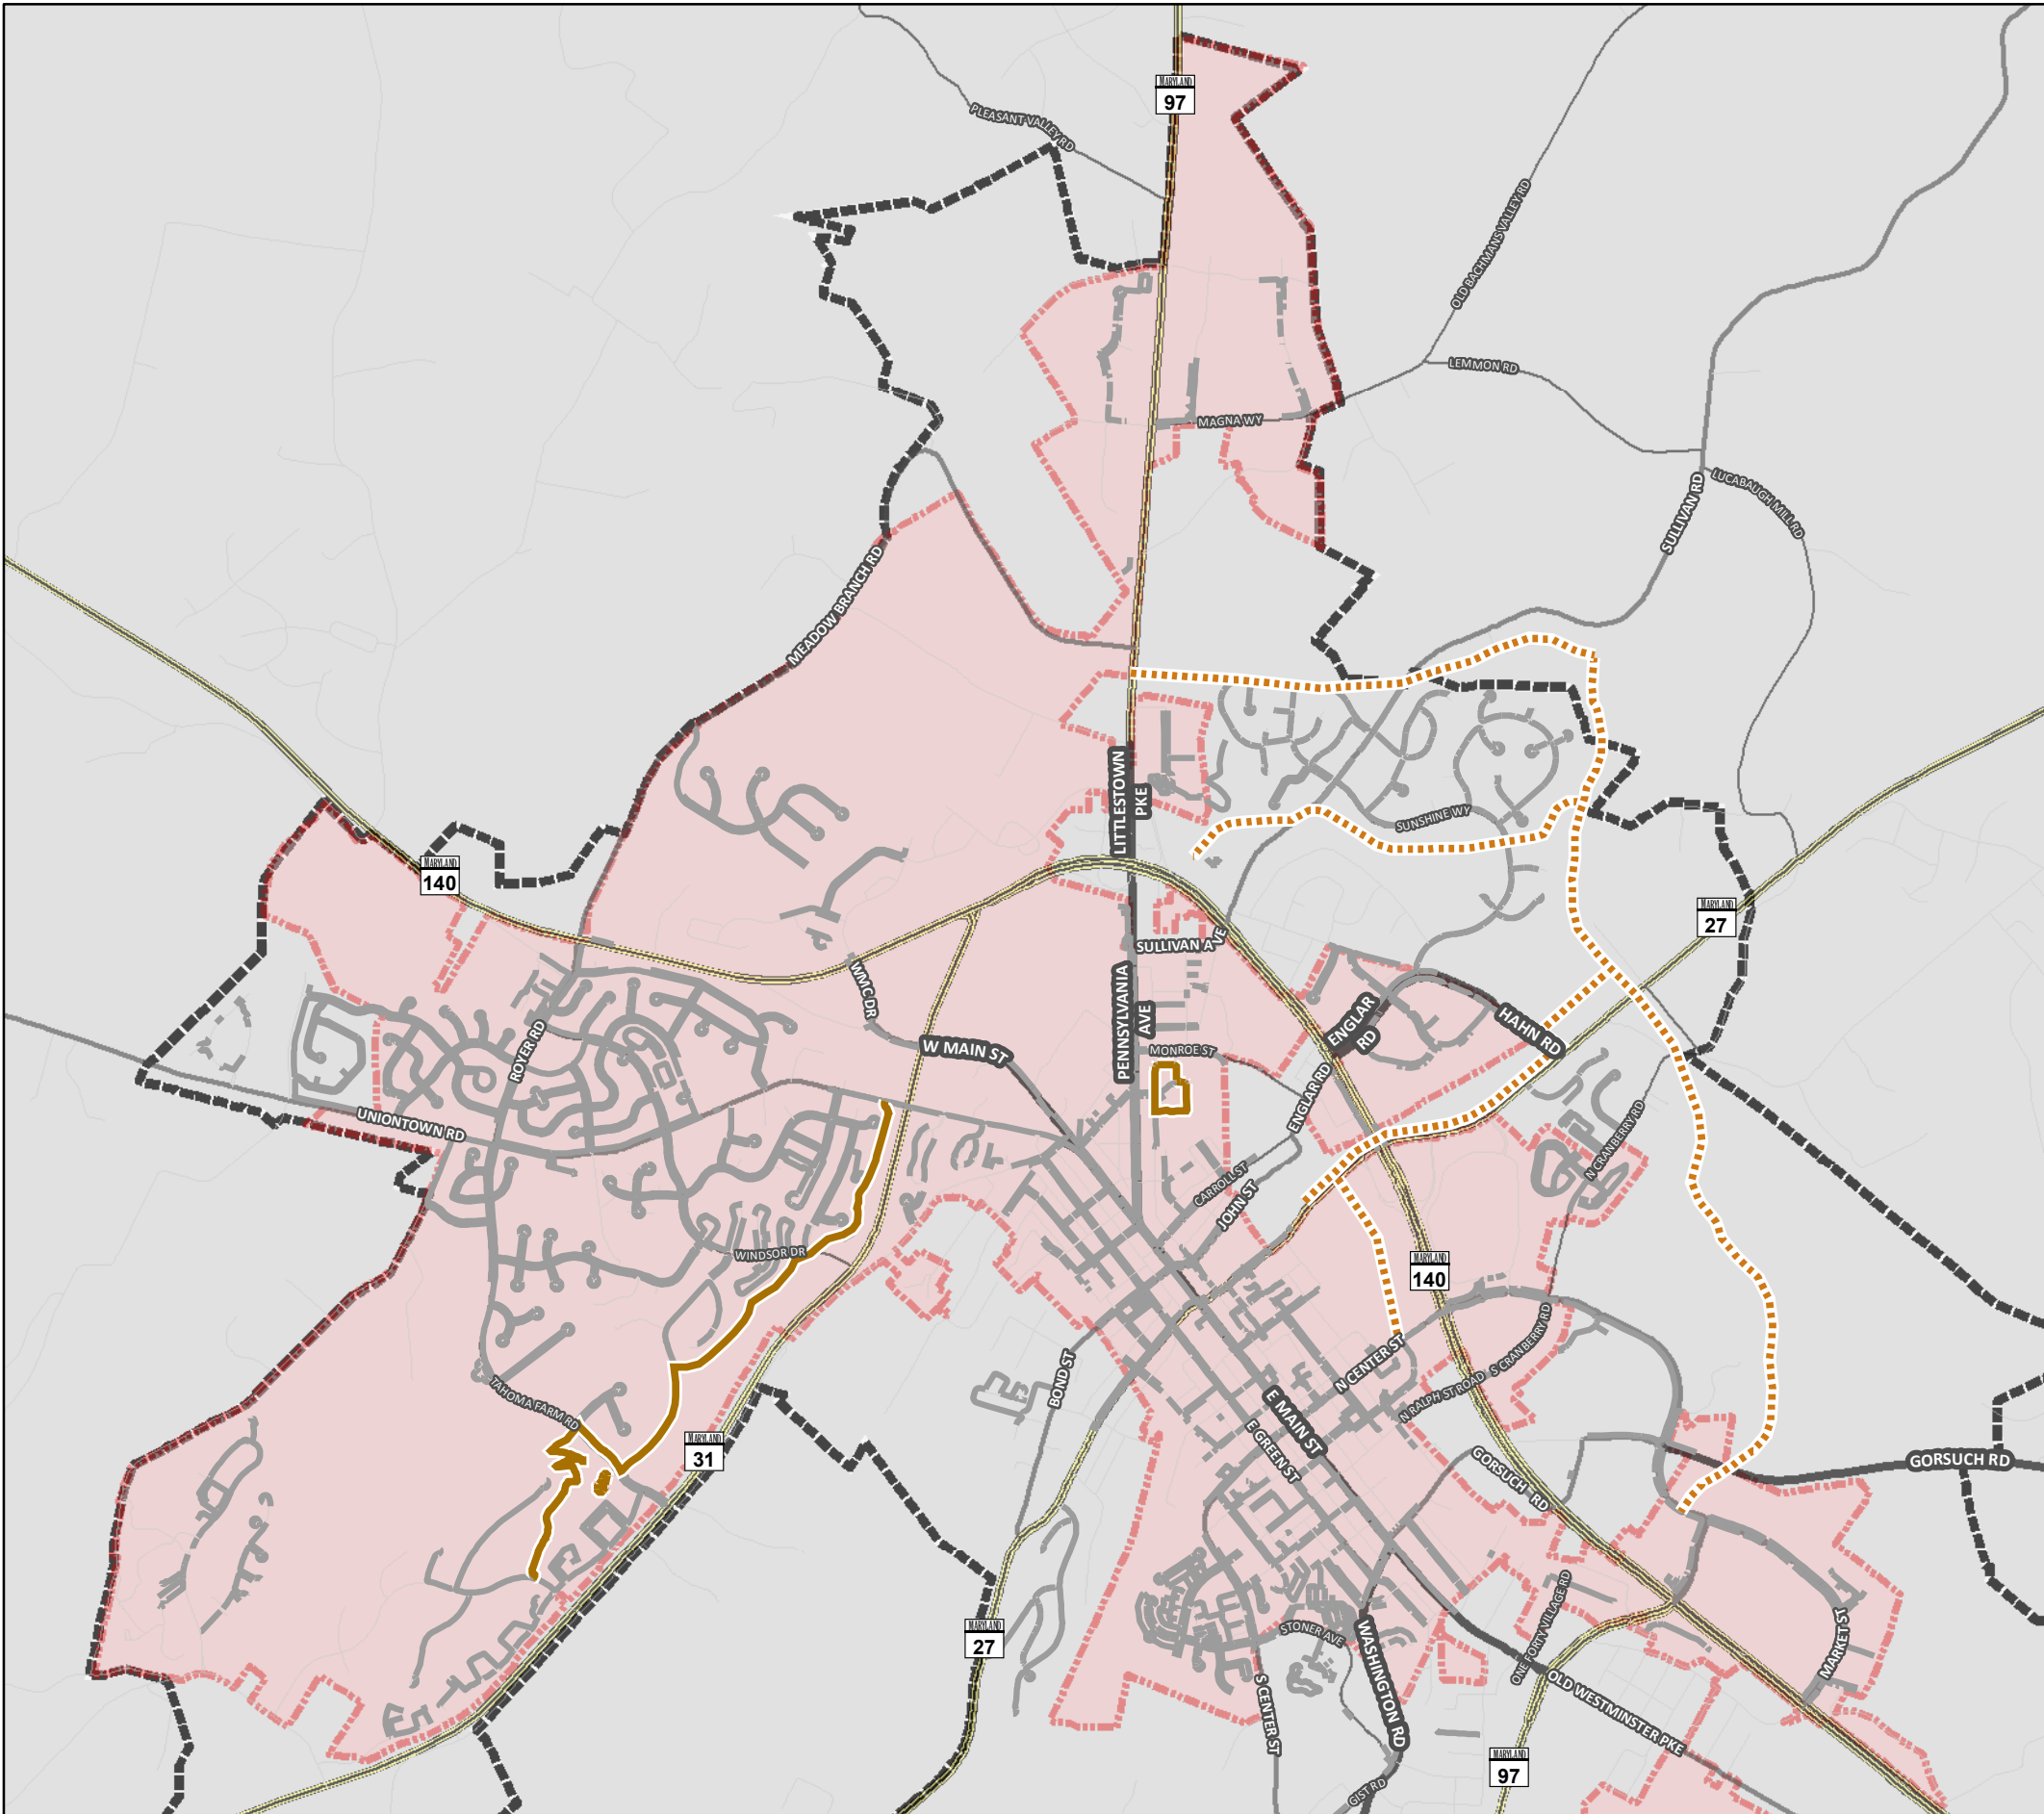 MARYLAND
97
PLEASANT VALLEY RD
OLD BACHMANS VALLEY RD
LEMMON RD
MAGNA WY
LUCABAUGH MILL RD
SULLIVAN RD
MEADOW BRANCH RD
LITTLESTOWN
PKE
SUNSHINE WY
MARYLAND
140
MARYLAND
27
SULLIVAN AVE
WMC DR
PENNSYLVANIA
AVE
ENGLAR
RD
HAHN RD
ROYER RD
W MAIN ST
MONROE ST
ENGLAR RD
UNIONTOWN RD
N CRANBERRY RD
CARROLL ST
JOHN ST
WINDSOR DR
MARYLAND
140
S CRANBERRY RD
N CENTER ST
BOND ST
N RALPH ST ROAD
TAHOMA FARM RD
E MAIN ST
E GREEN ST
MARYLAND
31
GORSUCH RD
GORSUCH RD
ONE FORTY VILLAGE RD
MARYLAND
27
STONER AVE
WASHINGTON RD
MARKET ST
OLD WESTMINSTER PKE
S CENTER ST
MARYLAND
97
GIST RD